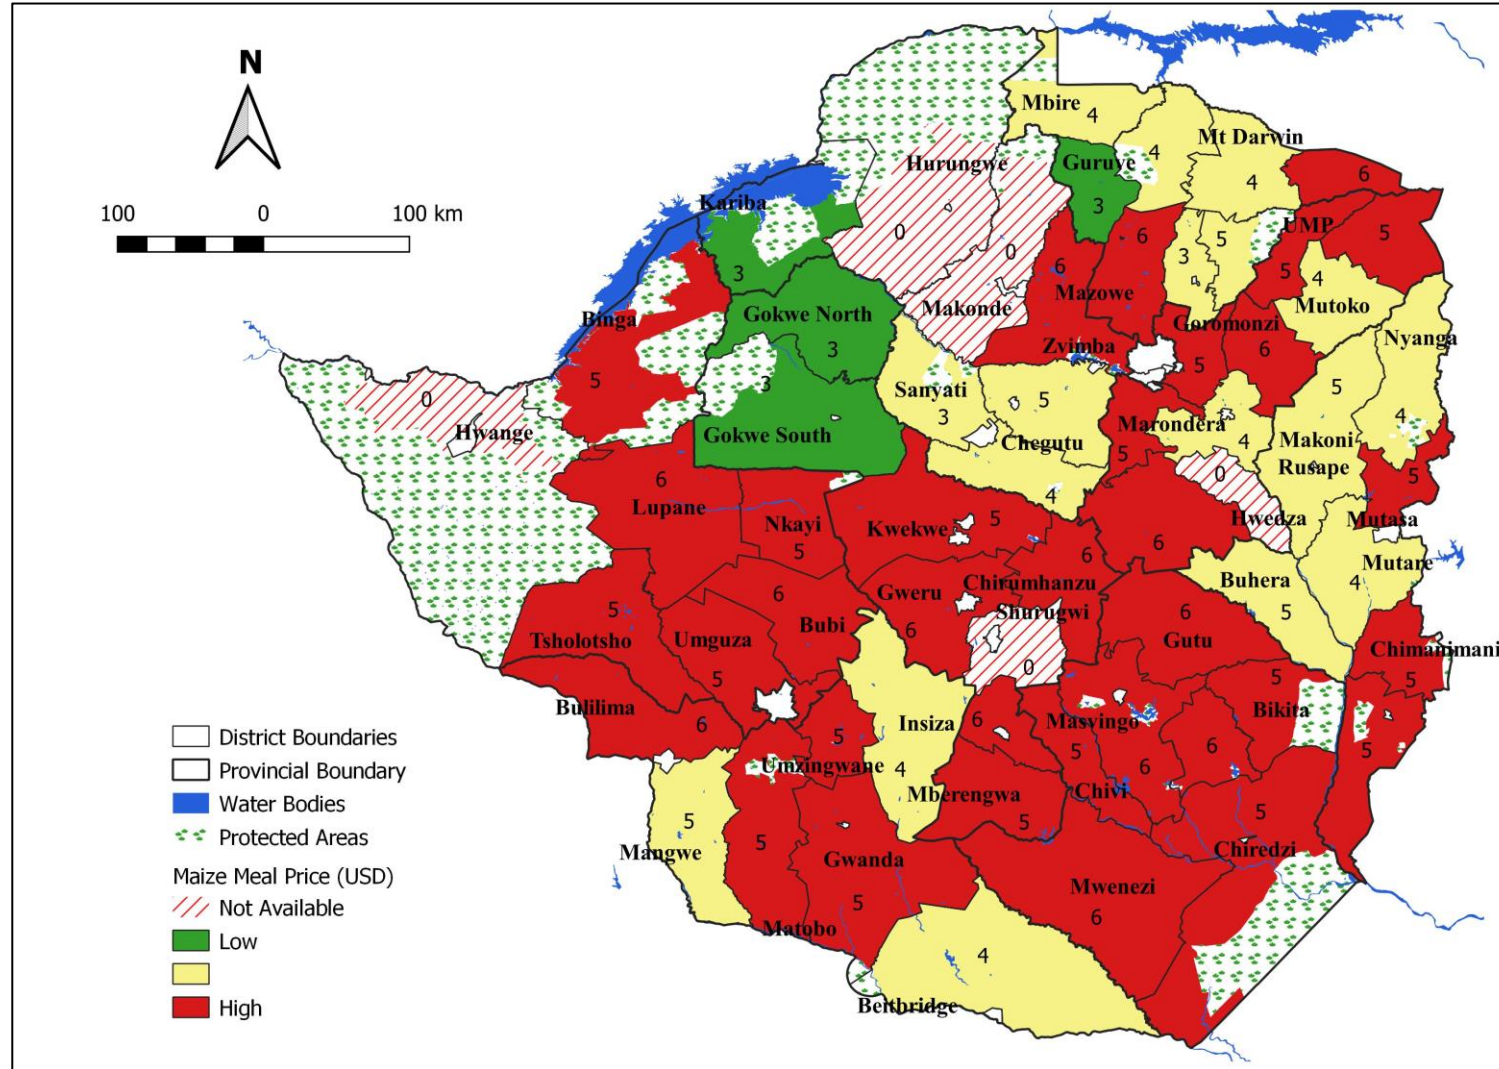 N
100 0 100 km
Mbire
4
Mt Darwin
4
4
Hurungwe
Guruve
3
6
Kariba
0
0
6
6
3
5
UMP
5
5
4
3
Mazowe
Makonde
Mutoko
Binga
Gokwe North
3
Goromonzi
6
5
Nyanga
Zvimba
5
3
Sanyati
3
5
5
0
Hwange
Gokwe South
Chegutu
Marondera
4
5
Makoni
Rusape
4
5
0
6
Lupane
4
Nkayi
5
Kwekwe
5
Hwedza
Mutasa
6
6
Mutare
Chirumhanzu
Buhera
4
5
6
Bubi
Gweru
6
Shurugwi
6
5
Tsholotsho
Umguza
Gutu
Chimanimani
0
5
5
5
Bulilima
6
Insiza
6
Masvingo
Bikita
5
Umzingwane
5
6
6
5
4
Mberengwa
Chivi
5
5
5
5
Mangwe
Gwanda
Chiredzi
5
Mwenezi
6
Matobo
4
Beitbridge
District Boundaries
Provincial Boundary
Water Bodies
Protected Areas
Maize Meal Price (USD)
Not Available
Low
High